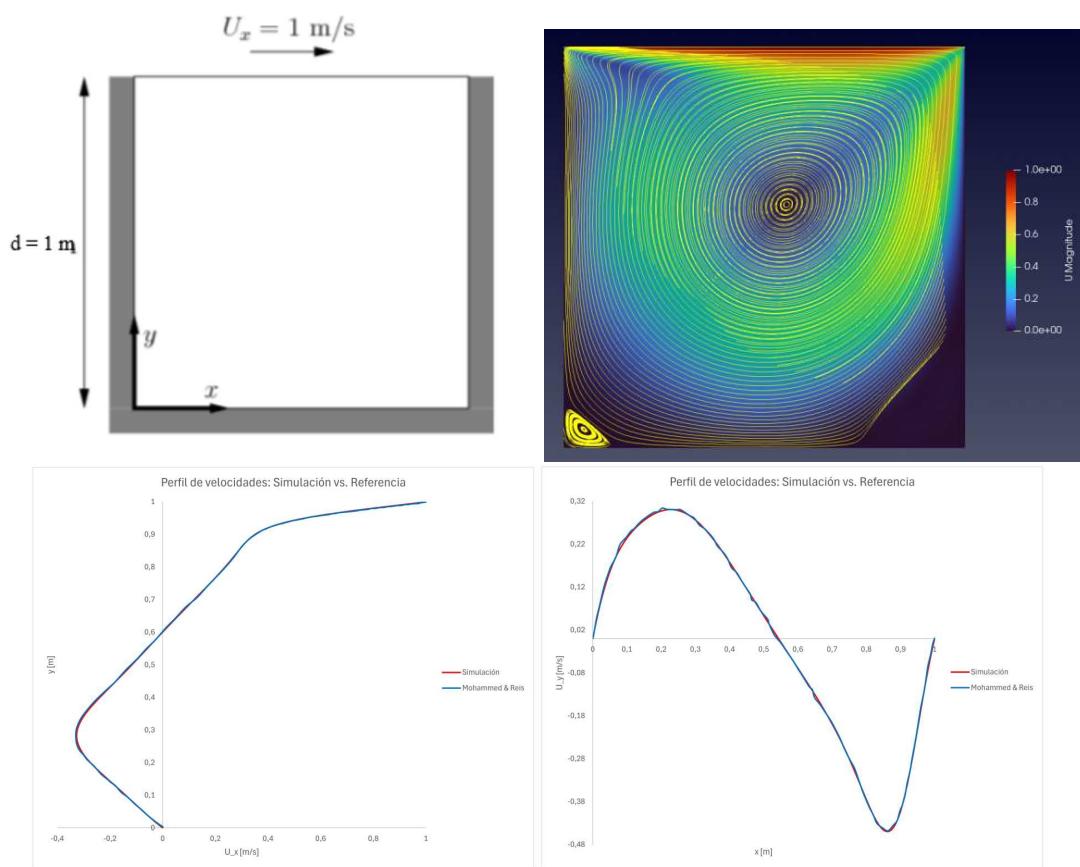 U_x = 1 m/s
d = 1 m
y
x
1.0e+00
0.8
0.6
0.4
0.2
0.0e+00
U Magnitude
Perfil de velocidades: Simulación vs. Referencia
1
0,9
0,8
0,7
0,6
0,5
0,4
0,3
0,2
0,1
0
-0,4
-0,2
0
0,2
0,4
0,6
0,8
1
y [m]
U_x [m/s]
Simulación
Mohammed & Reis
Perfil de velocidades: Simulación vs. Referencia
0,32
0,22
0,12
0,02
-0,08
-0,18
-0,28
-0,38
-0,48
0
0,1
0,2
0,3
0,4
0,5
0,6
0,7
0,8
0,9
1
U_y [m/s]
x [m]
Simulación
Mohammed & Reis